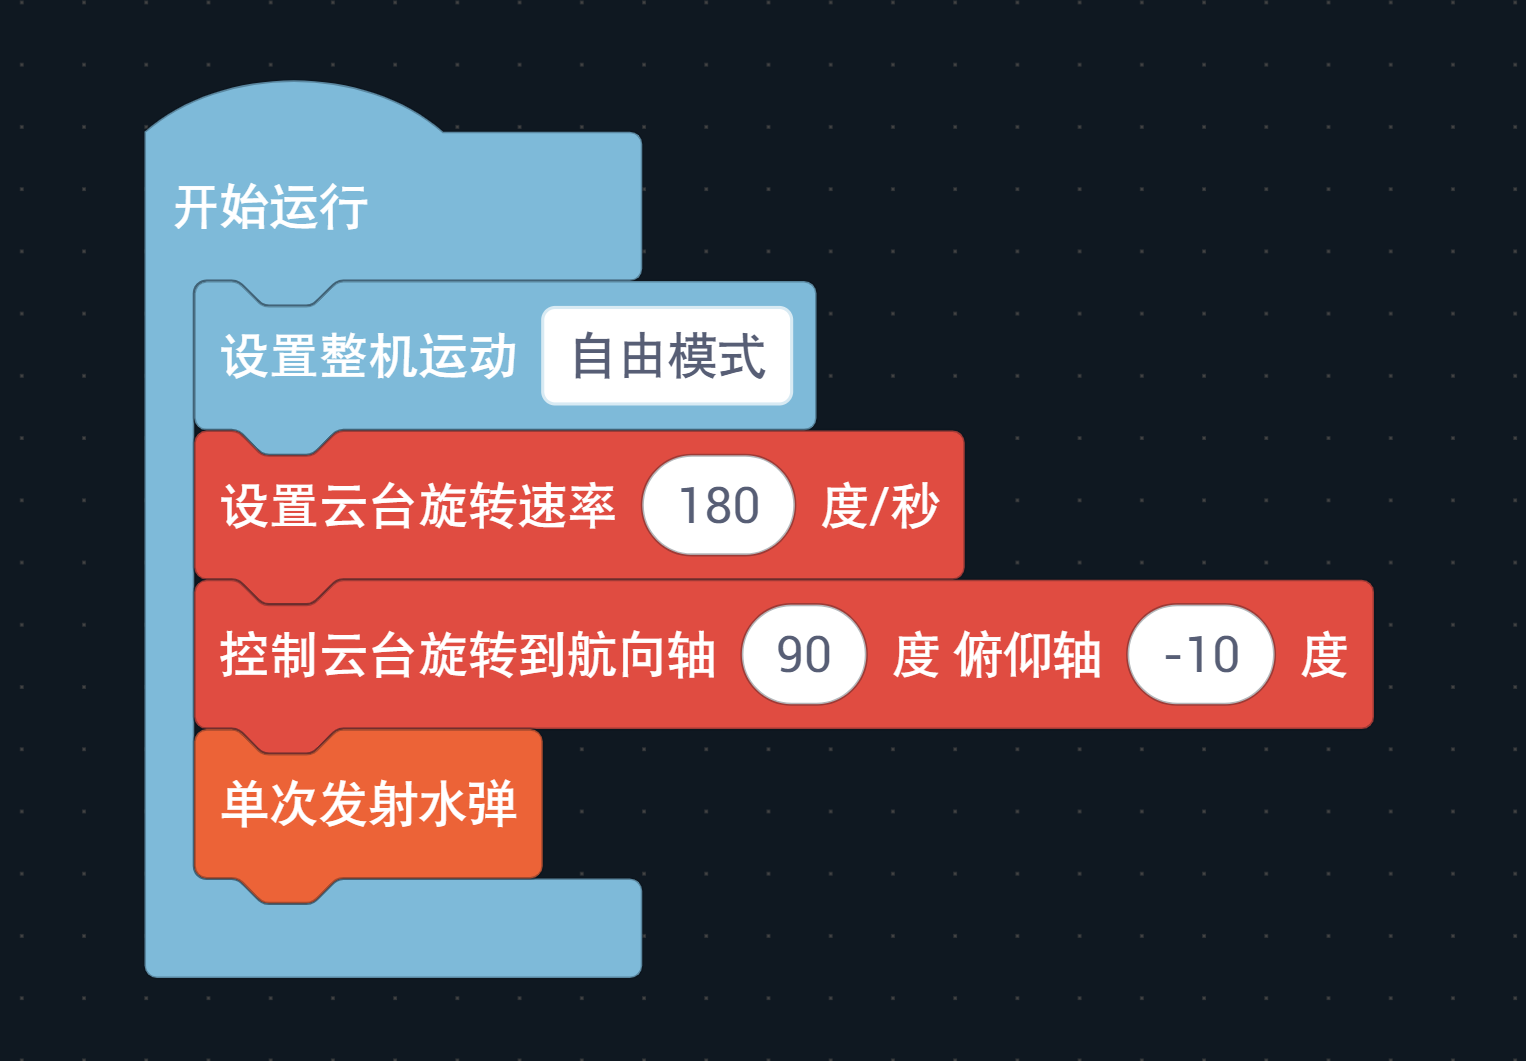 开始运行
设置整机运动 自由模式
设置云台旋转速率 180 度/秒
控制云台旋转到航向轴 90 度 俯仰轴 -10 度
单次发射水弹